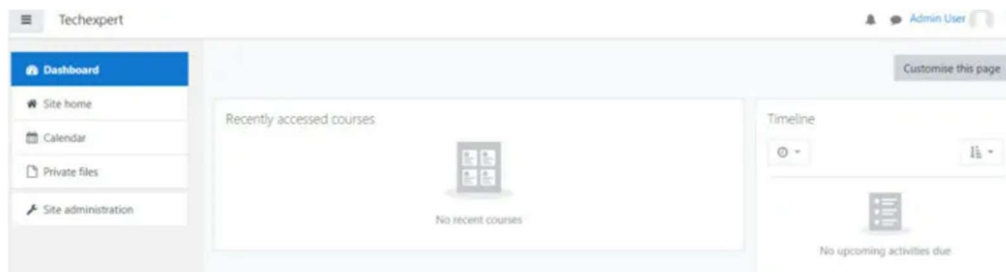 Techexpert
Admin User
Dashboard
Customise this page
Site home
Calendar
Private files
Site administration
Recently accessed courses
No recent courses
Timeline
No upcoming activities due